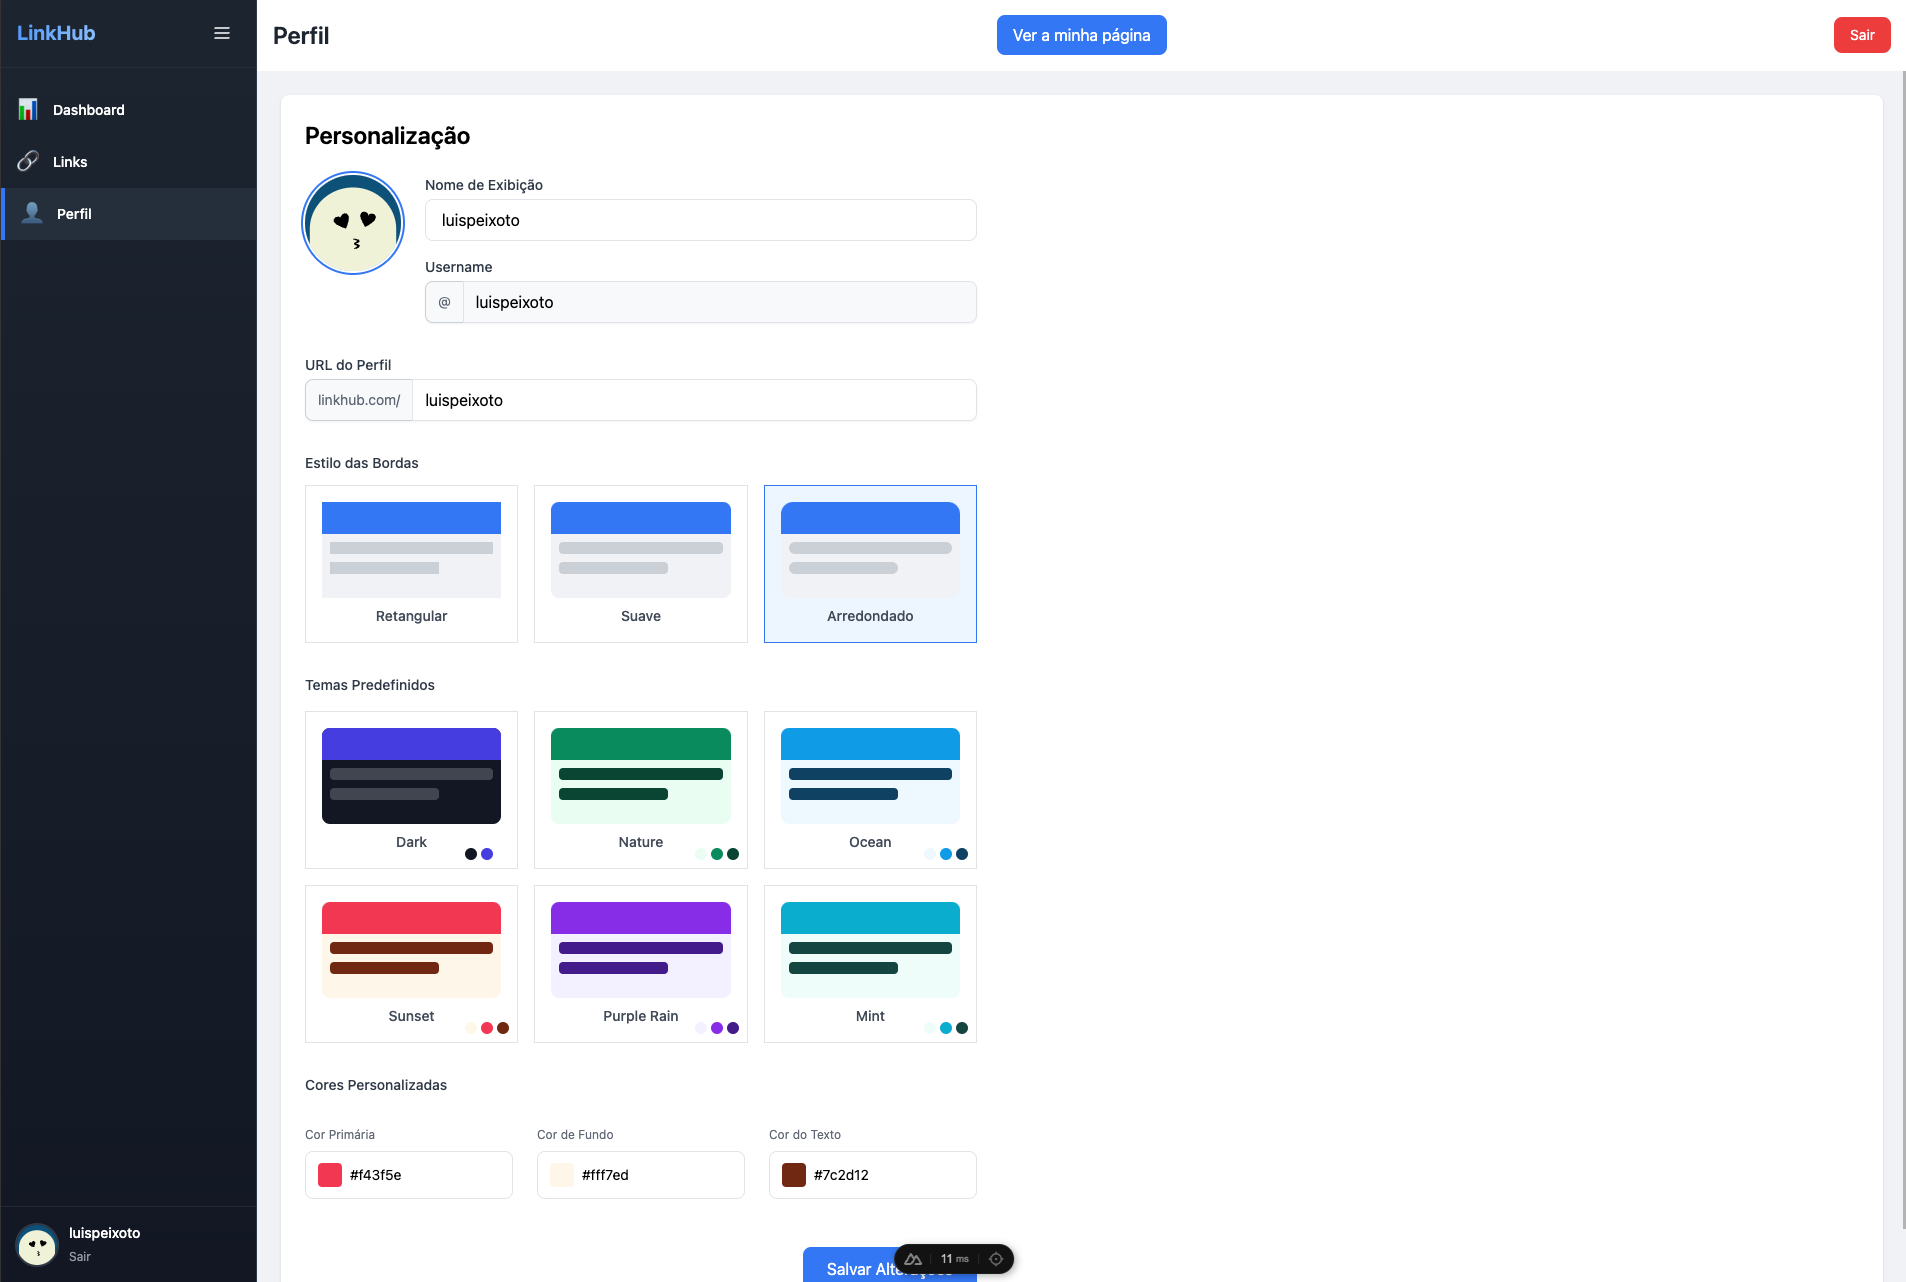 LinkHub
Perfil
Ver a minha página
Sair
Dashboard
Links
Perfil
Personalização
Nome de Exibição
luispeixoto
Username
@ luispeixoto
URL do Perfil
linkhub.com/ luispeixoto
Estilo das Bordas
Retangular
Suave
Arredondado
Temas Predefinidos
Dark
Nature
Ocean
Sunset
Purple Rain
Mint
Cores Personalizadas
Cor Primária
Cor de Fundo
Cor do Texto
#f43f5e
#fff7ed
#7c2d12
luispeixoto
Sair
11 ms
Salvar